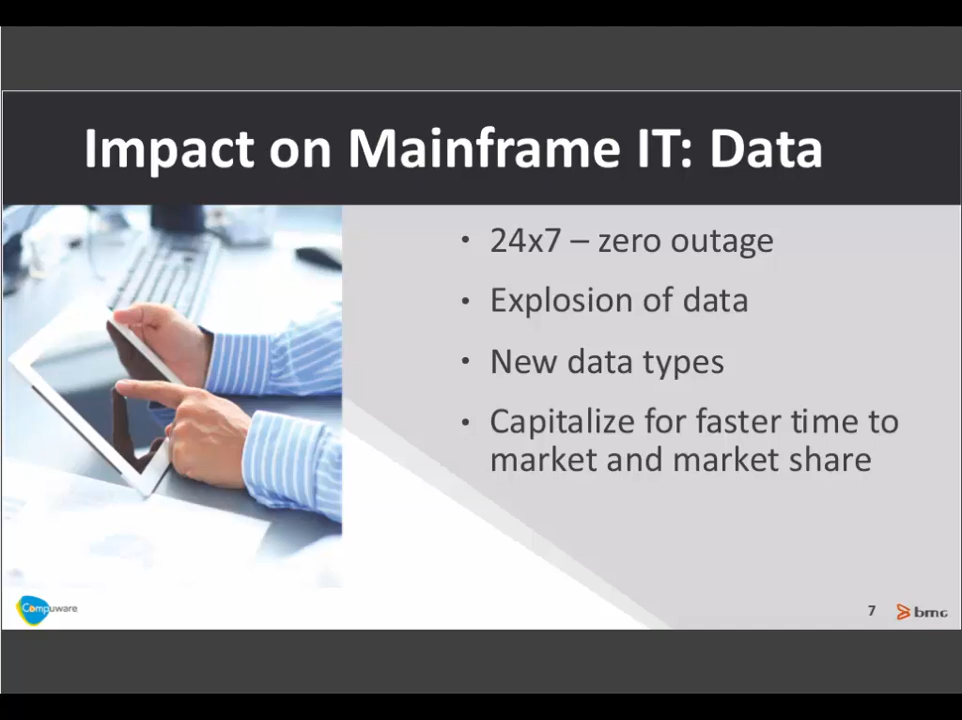 Impact on Mainframe IT: Data
• 24x7 – zero outage
• Explosion of data
• New data types
• Capitalize for faster time to
market and market share
Compuware
7
bmc